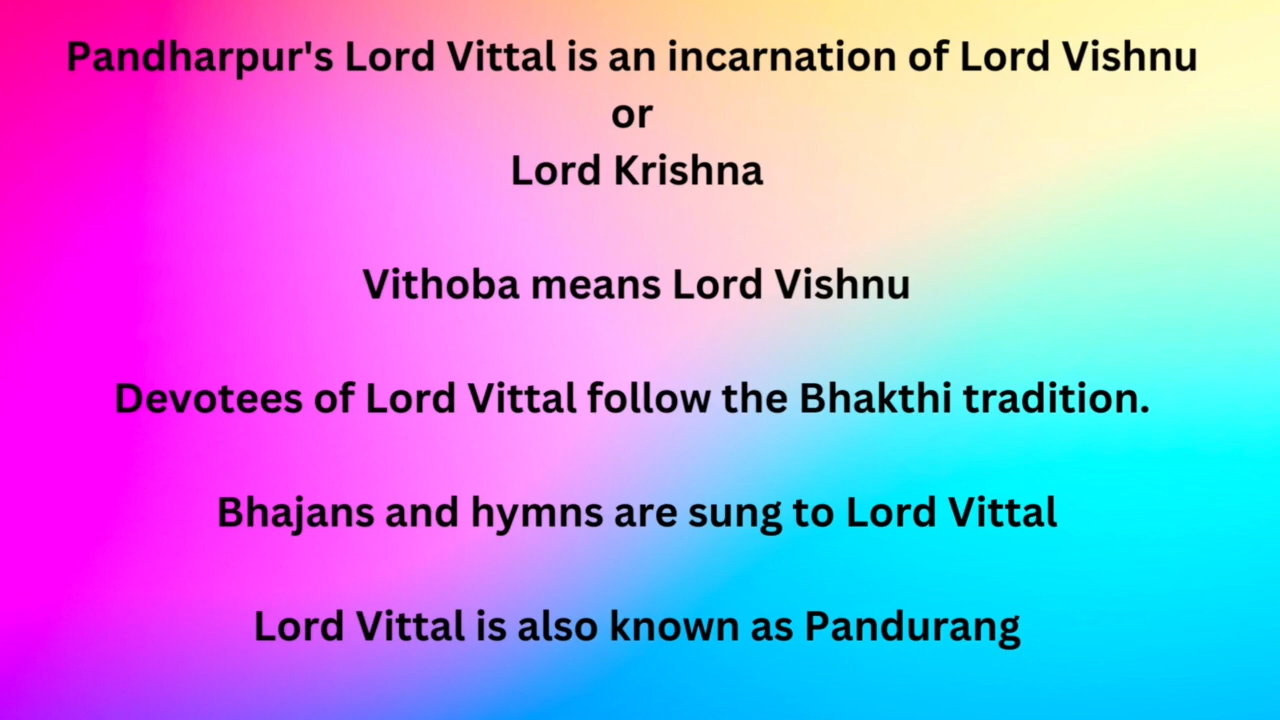 Pandharpur's Lord Vittal is an incarnation of Lord Vishnu
or
Lord Krishna
Vithoba means Lord Vishnu
Devotees of Lord Vittal follow the Bhakthi tradition.
Bhajans and hymns are sung to Lord Vittal
Lord Vittal is also known as Pandurang